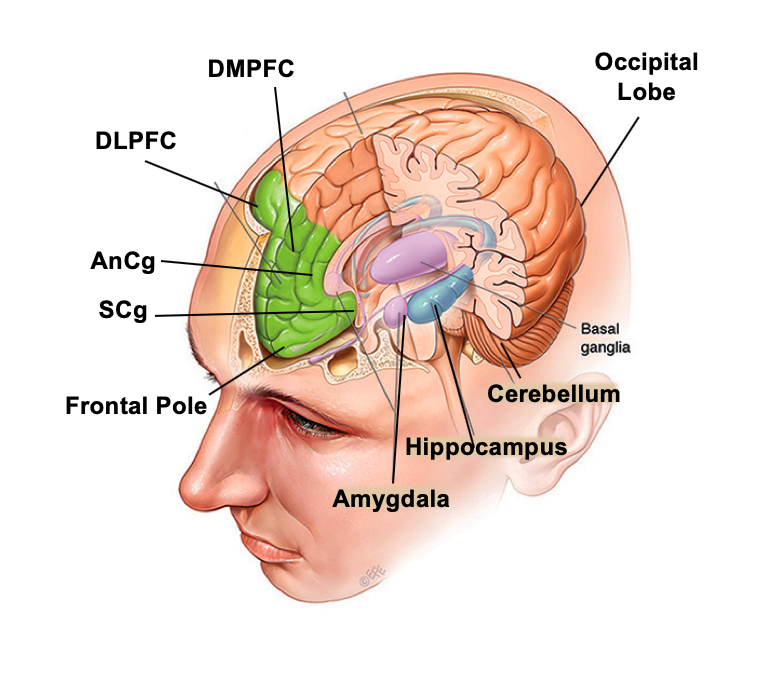 DMPFC
Occipital
Lobe
DLPFC
AnCg
SCg
Basal
ganglia
Frontal Pole
Cerebellum
Hippocampus
Amygdala